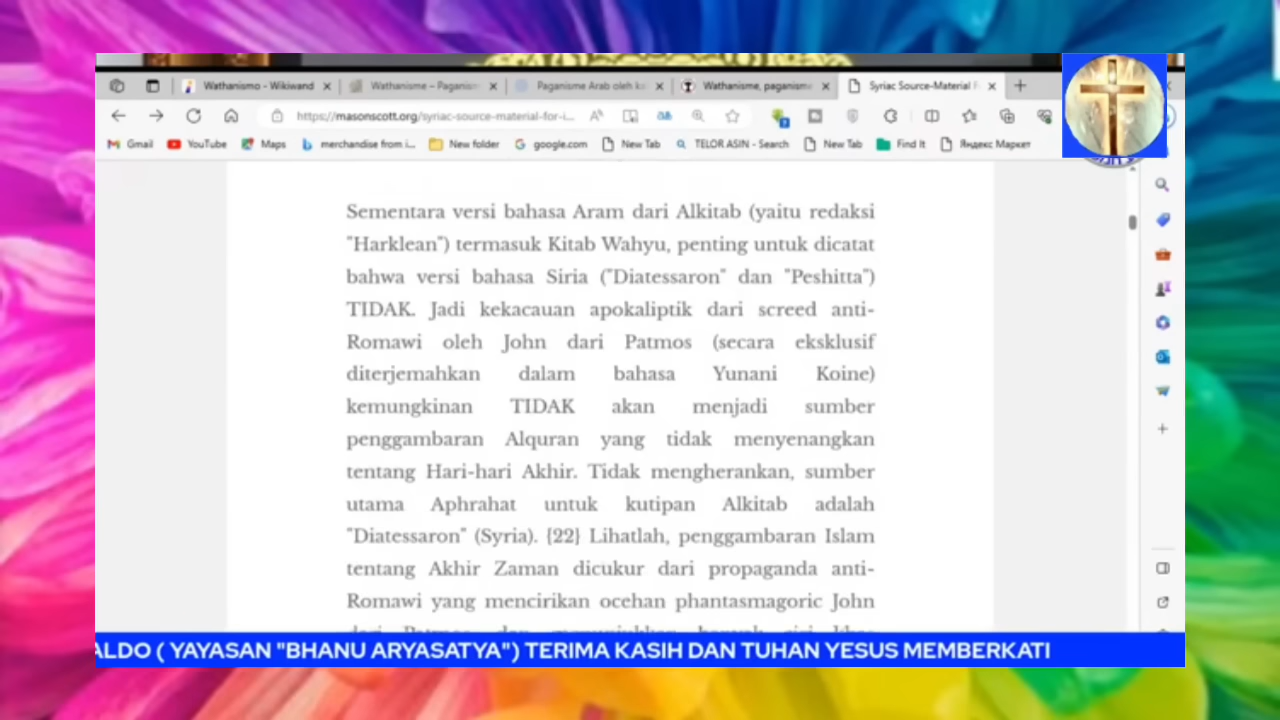 Wathanismo - Wikiwand
Wathanisme – Paganism
Paganisme Arab oleh k
Wathanisme, paganisme
Syriac Source-Material F
https://masonscott.org/syriac-source-material-for-i...
Gmail
YouTube
Maps
merchandise from i...
New folder
google.com
New Tab
TELOR ASIN - Search
New Tab
Find It
Яндекс Маркет
Sementara versi bahasa Aram dari Alkitab (yaitu redaksi
"Harklean") termasuk Kitab Wahyu, penting untuk dicatat
bahwa versi bahasa Siria ("Diatessaron" dan "Peshitta")
TIDAK. Jadi kekacauan apokaliptik dari screed anti-
Romawi oleh John dari Patmos (secara eksklusif
diterjemahkan dalam bahasa Yunani Koine)
kemungkinan TIDAK akan menjadi sumber
penggambaran Alquran yang tidak menyenangkan
tentang Hari-hari Akhir. Tidak mengherankan, sumber
utama Aphrahat untuk kutipan Alkitab adalah
"Diatessaron" (Syria). {22} Lihatlah, penggambaran Islam
tentang Akhir Zaman dicukur dari propaganda anti-
Romawi yang mencirikan ocehan phantasmagoric John
ALDO ( YAYASAN "BHANU ARYASATYA") TERIMA KASIH DAN TUHAN YESUS MEMBERKATI